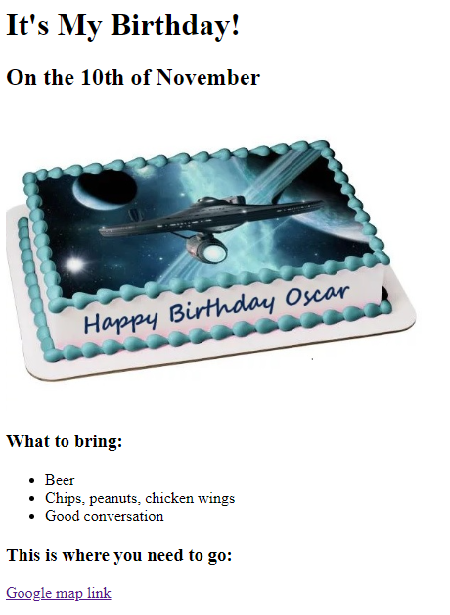 It's My Birthday!
On the 10th of November
Happy Birthday Oscar
What to bring:
Beer
Chips, peanuts, chicken wings
Good conversation
This is where you need to go:
Google map link